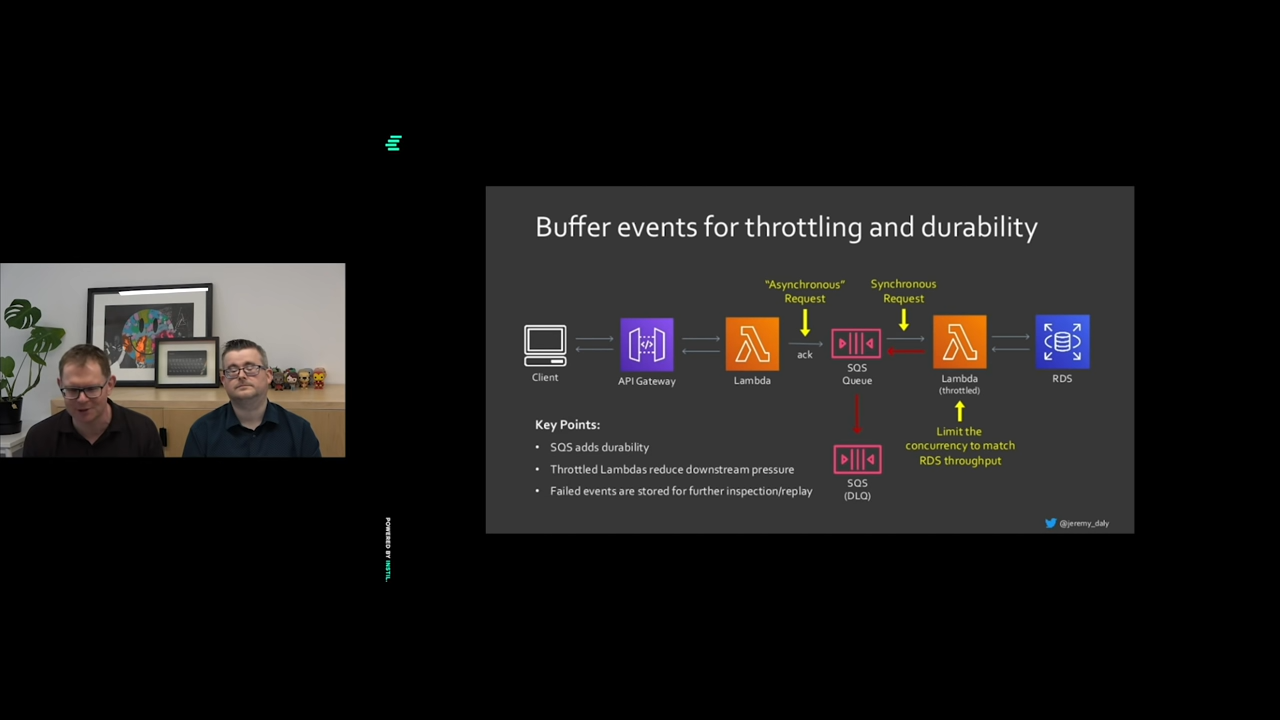 Buffer events for throttling and durability
"Asynchronous"
Request
Synchronous
Request
ack
Client
API Gateway
Lambda
SQS
Queue
Lambda
(throttled)
RDS
Limit the
concurrency to match
RDS throughput
Key Points:
• SQS adds durability
• Throttled Lambdas reduce downstream pressure
• Failed events are stored for further inspection/replay
SQS
(DLQ)
@jeremy_daly
POWERED BY INSTIL.